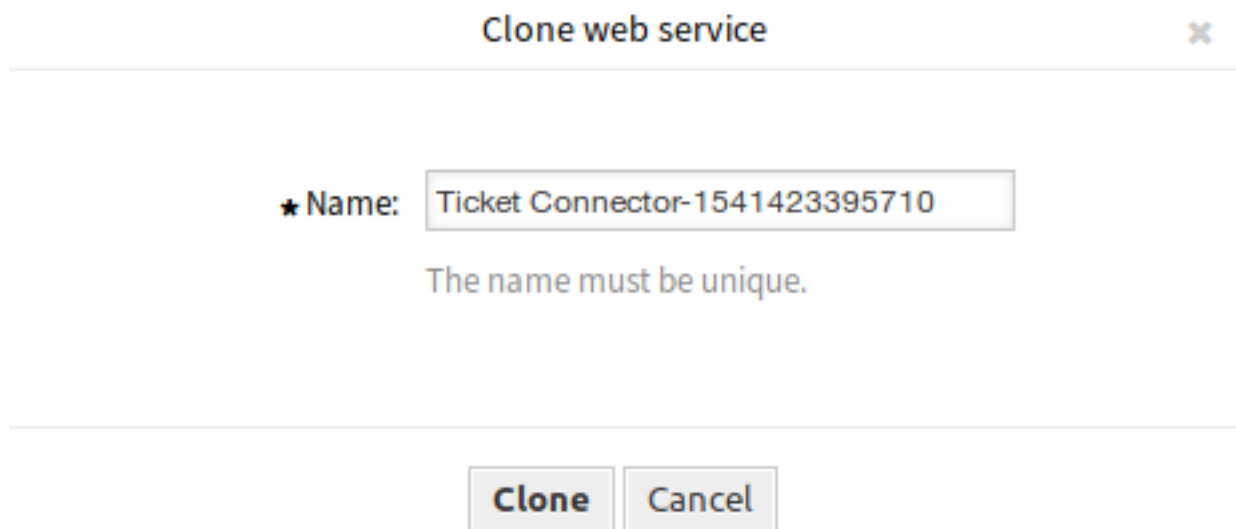 Clone web service
★ Name: Ticket Connector-1541423395710
The name must be unique.
Clone Cancel